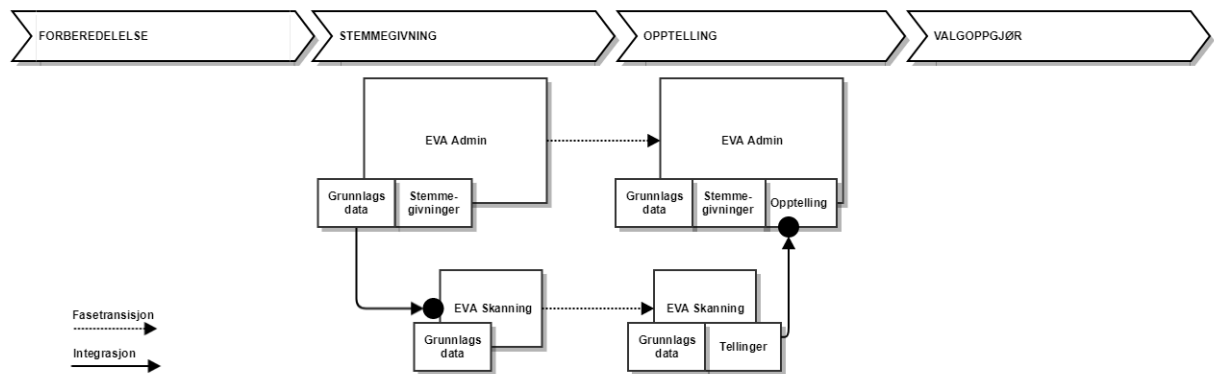 FORBEREDELELSE
STEMMEGIVNING
OPPTELLING
VALGOPPGJØR
EVA Admin
EVA Admin
Grunnlags
data
Stemme-
givninger
Grunnlags
data
Stemme-
givninger
Opptelling
EVA Skanning
EVA Skanning
Grunnlags
data
Grunnlags
data
Tellinger
Fasetransisjon
Integrasjon